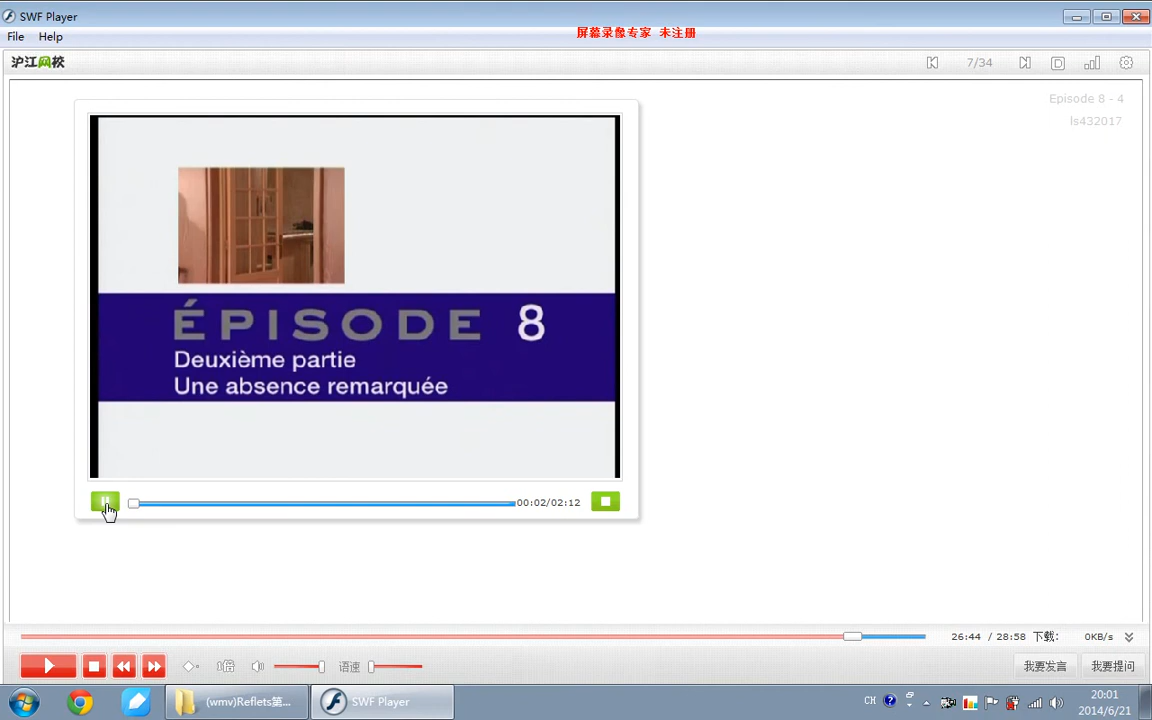 SWF Player
File Help
屏幕录像专家 未注册
沪江网校
7/34
D
Episode 8 - 4
ls432017
ÉPISODE 8
Deuxième partie
Une absence remarquée
00:02/02:12
26:44 / 28:58 下载: 0KB/s
1倍
语速
我要发言
我要提问
(wmv)Reflets第...
SWF Player
CH
20:01
2014/6/21